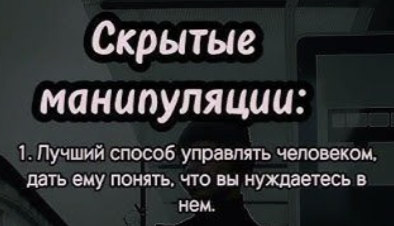 Скрытые
манипуляции:
1. Лучший способ управлять человеком,
дать ему понять, что вы нуждаетесь в
нем.